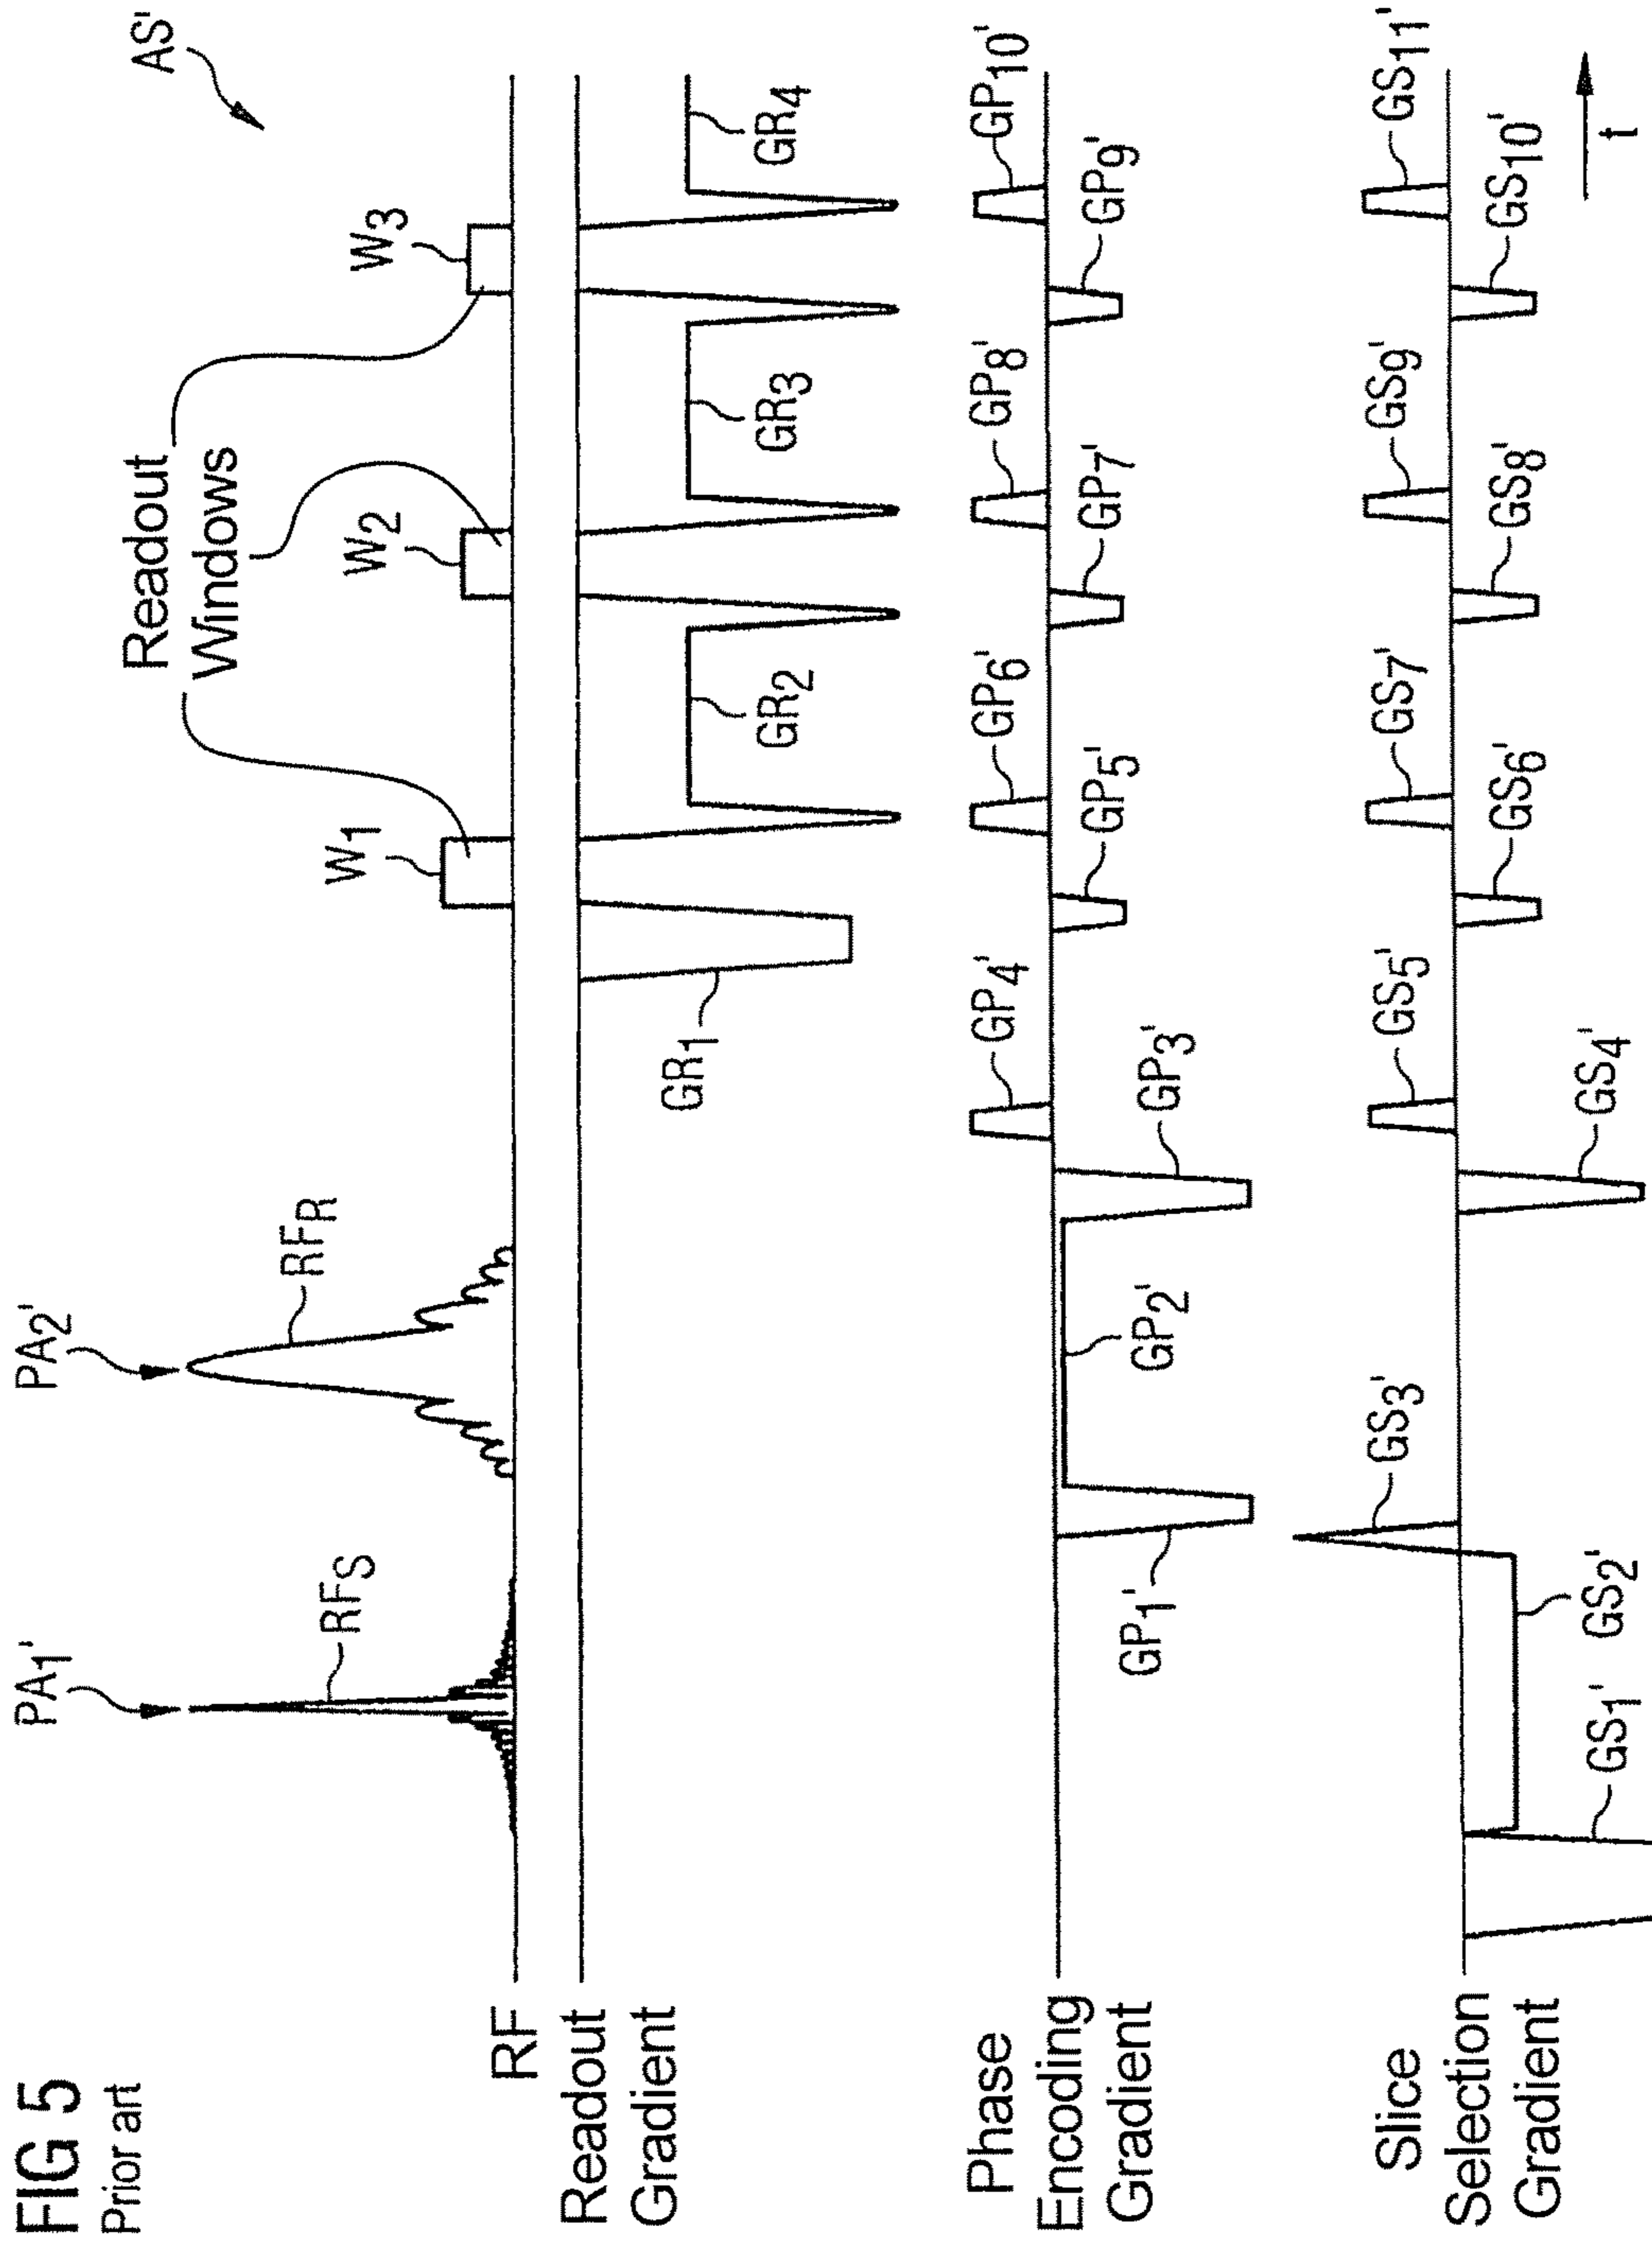 FIG 5
Prior art
AS'
PA1'
PA2'
RFS
RFR
Readout
Windows
W1
W2
W3
RF
Readout
Gradient
GR1
GR2
GR3
GR4
Phase
Encoding
Gradient
GP1'
GP2'
GP3'
GP4'
GP5'
GP6'
GP7'
GP8'
GP9'
GP10'
Slice
Selection
Gradient
GS1'
GS2'
GS3'
GS4'
GS5'
GS6'
GS7'
GS8'
GS9'
GS10'
GS11'
t